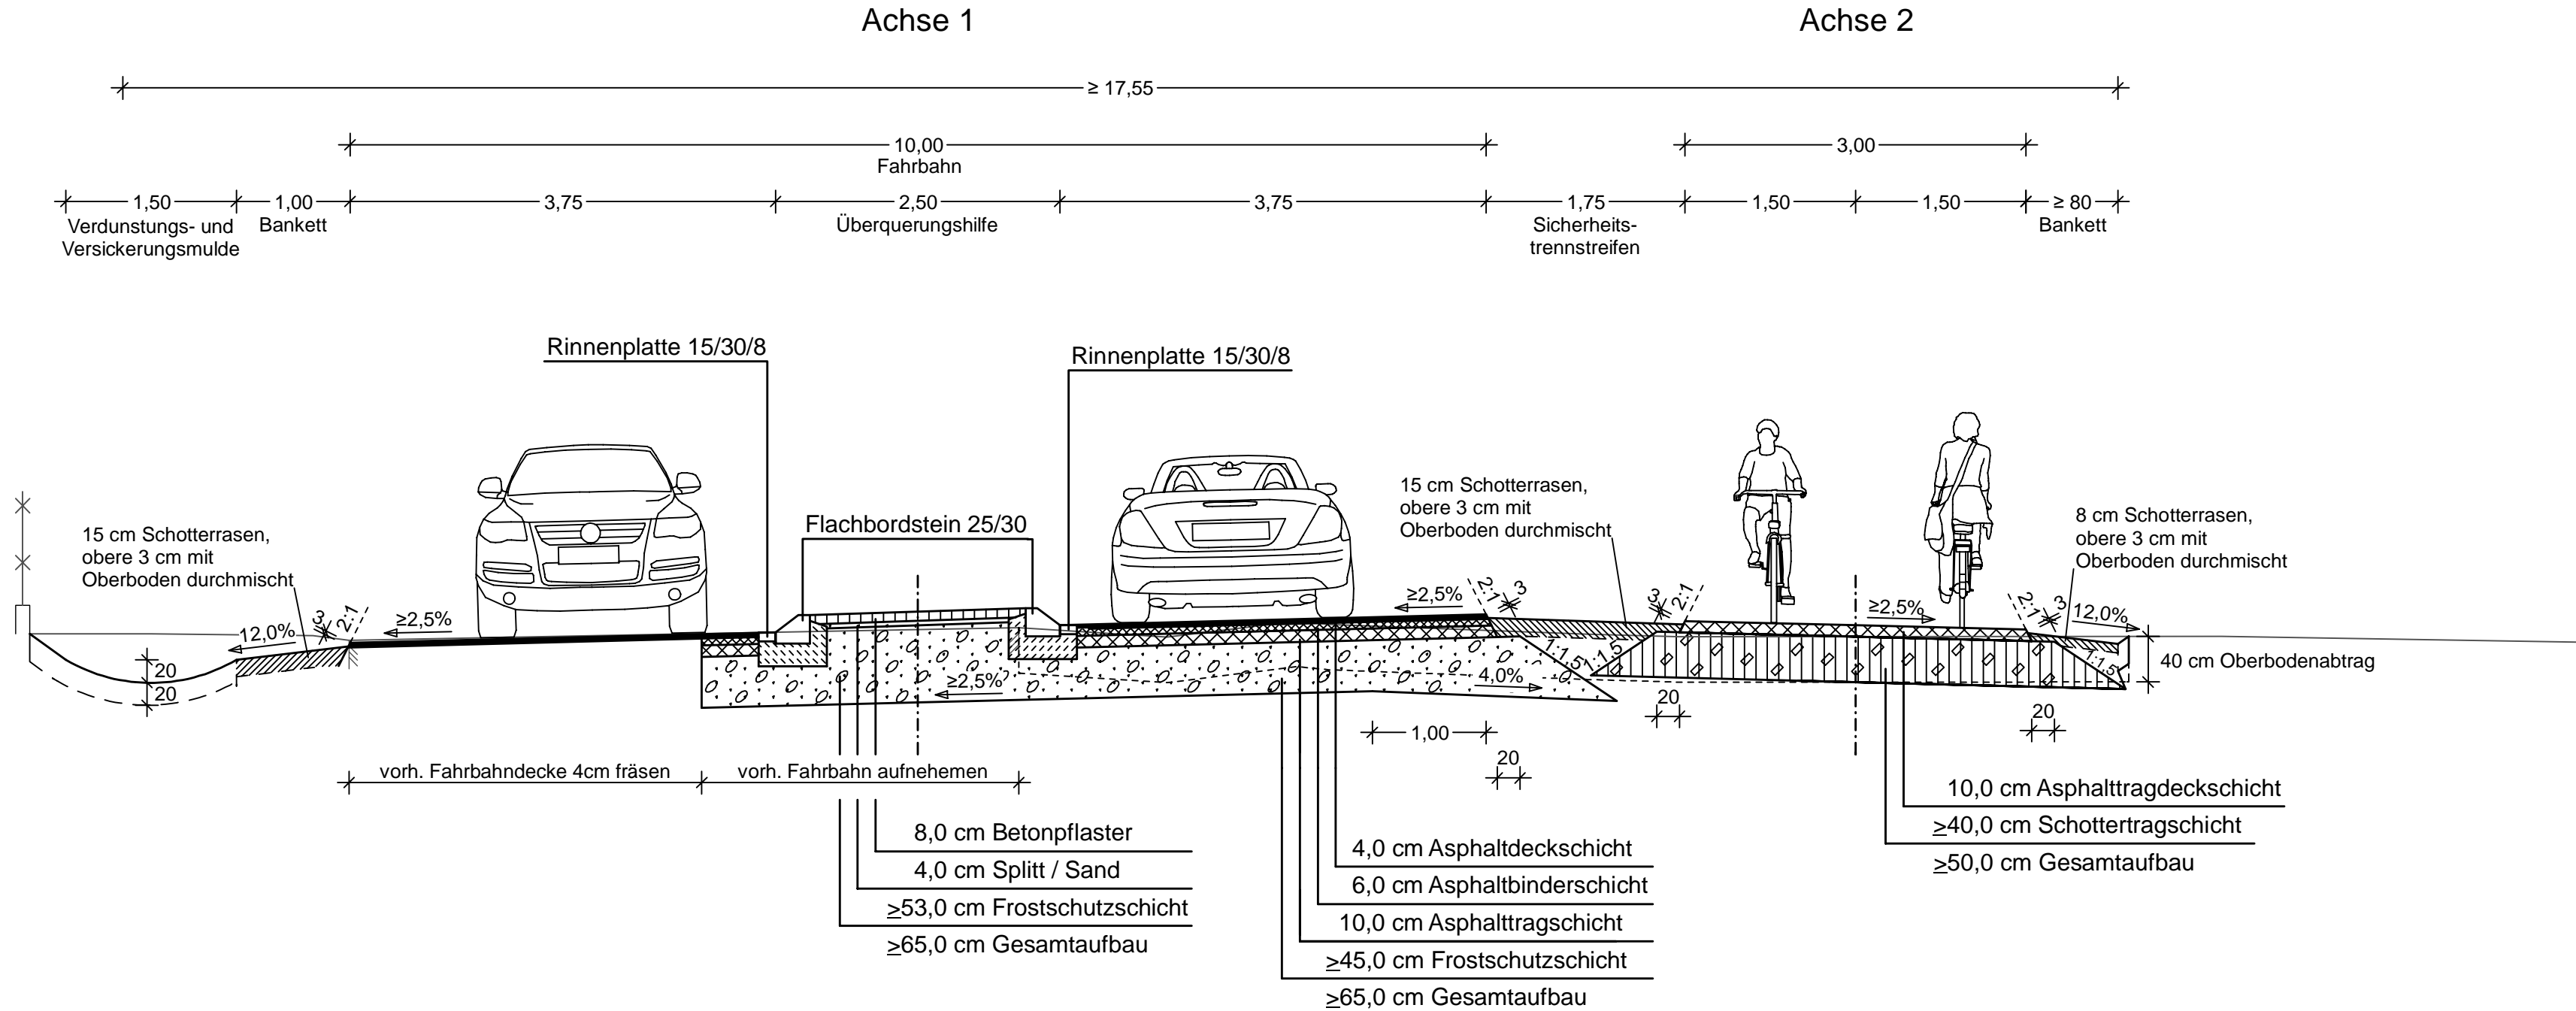 Achse 1
Achse 2
≥ 17,55
10,00
Fahrbahn
3,00
1,50
Verdunstungs- und
Versickerungsmulde
1,00
Bankett
3,75
2,50
Überquerungshilfe
3,75
1,75
Sicherheits-
trennstreifen
1,50
1,50
≥ 80
Bankett
Rinnenplatte 15/30/8
Rinnenplatte 15/30/8
Flachbordstein 25/30
15 cm Schotterrasen,
obere 3 cm mit
Oberboden durchmischt
15 cm Schotterrasen,
obere 3 cm mit
Oberboden durchmischt
8 cm Schotterrasen,
obere 3 cm mit
Oberboden durchmischt
12,0%
3
2:1
≥2,5%
≥2,5%
2:1
3
3
2:1
≥2,5%
2:1
3
12,0%
20
20
≥2,5%
4,0%
1:1,5
1:1,5
1:1,5
40 cm Oberbodenabtrag
20
20
1,00
20
vorh. Fahrbahndecke 4cm fräsen
vorh. Fahrbahn aufnehemen
8,0 cm Betonpflaster
4,0 cm Splitt / Sand
≥53,0 cm Frostschutzschicht
≥65,0 cm Gesamtaufbau
4,0 cm Asphaltdeckschicht
6,0 cm Asphaltbinderschicht
10,0 cm Asphalttragschicht
≥45,0 cm Frostschutzschicht
≥65,0 cm Gesamtaufbau
10,0 cm Asphalttragdeckschicht
≥40,0 cm Schottertragschicht
≥50,0 cm Gesamtaufbau